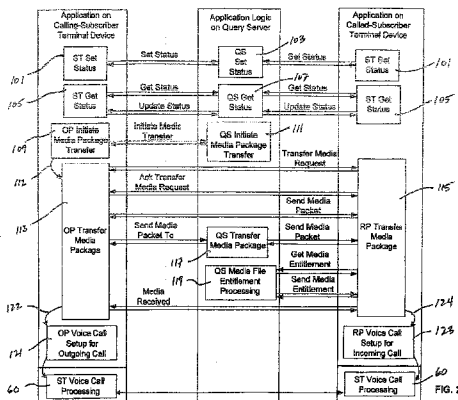 Application on
Calling-Subscriber
Terminal Device
Application Logic
on Query Server
Application on
Called-Subscriber
Terminal Device
101
ST Set
Status
Set Status
103
QS
Set
Status
Set Status
ST Set
Status
101
105
ST Get
Status
Get Status
Update Status
107
QS Get
Status
Get Status
Update Status
ST Get
Status
105
109
OP Initiate
Media Package
Transfer
Initiate Media
Transfer
111
QS Initiate
Media Package
Transfer
112
Transfer Media
Request
Ack Transfer
Media Request
115
113
OP Transfer
Media
Package
Send Media
Packet
RP Transfer
Media
Package
Send Media
Packet To
QS Transfer
Media Package
117
Send Media
Packet
Get Media
Entitlement
119
QS Media File
Entitlement
Processing
Send Media
Entitlement
Media
Received
122
124
121
OP Voice Call
Setup for
Outgoing Call
RP Voice Call
Setup for
Incoming Call
123
60
ST Voice Call
Processing
ST Voice Call
Processing
60
FIG. 2